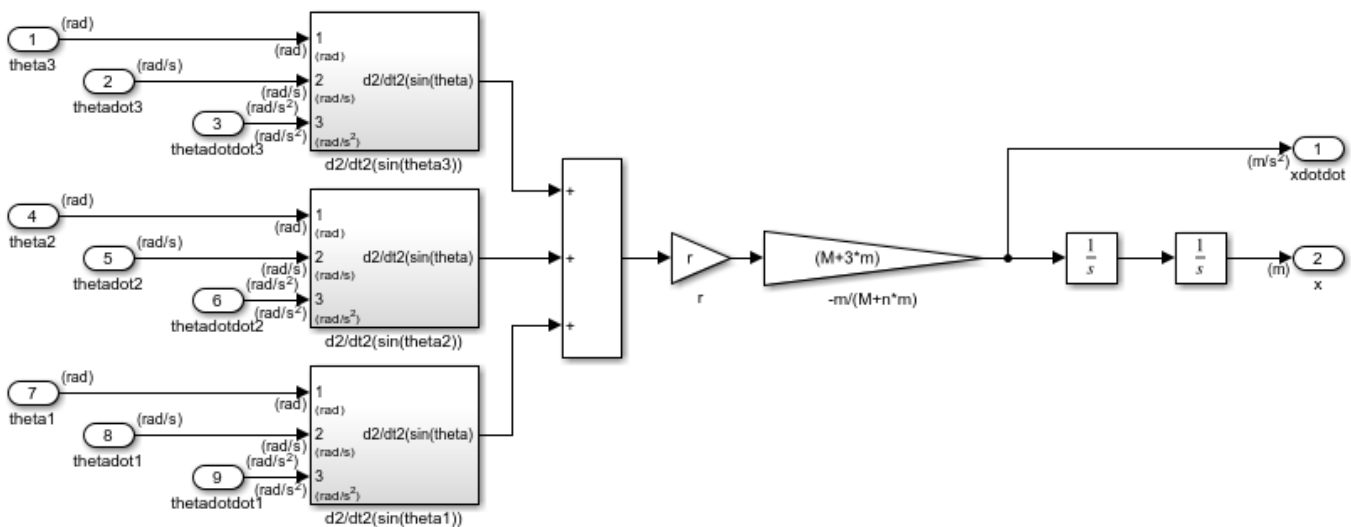 (rad)
1
theta3
(rad)
1
(rad)
(rad/s)
2
thetadot3
(rad/s)
2
(rad/s)
d2/dt2(sin(theta)
(rad/s²)
3
thetadotdot3
(rad/s²)
3
(rad/s²)
d2/dt2(sin(theta3))
(rad)
4
theta2
(rad)
1
(rad)
(rad/s)
5
thetadot2
(rad/s)
2
(rad/s)
d2/dt2(sin(theta)
(rad/s²)
6
thetadotdot2
(rad/s²)
3
(rad/s²)
d2/dt2(sin(theta2))
(rad)
7
theta1
(rad)
1
(rad)
(rad/s)
8
thetadot1
(rad/s)
2
(rad/s)
d2/dt2(sin(theta)
(rad/s²)
9
thetadotdot1
(rad/s²)
3
(rad/s²)
d2/dt2(sin(theta1))
+
+
+
r
r
(M+3*m)
-m/(M+n*m)
(m/s²)
1
xdotdot
1
s
1
s
(m)
2
x